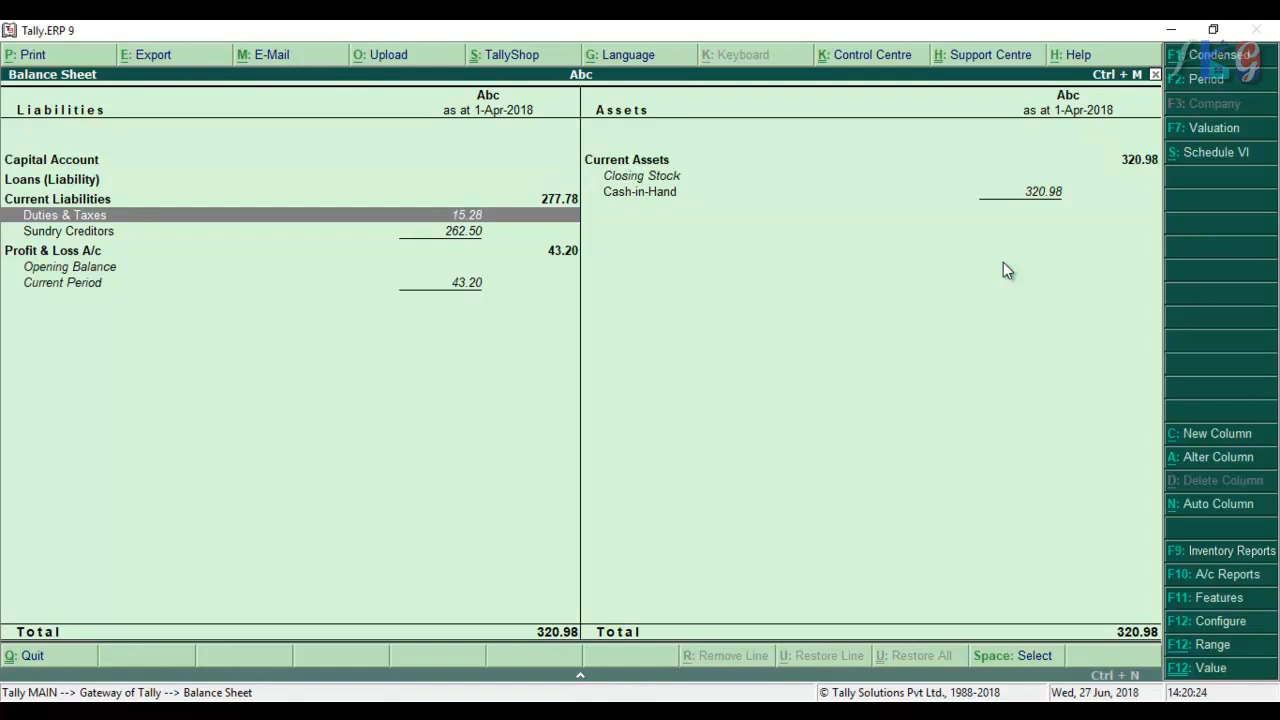 Tally.ERP 9
P: Print E: Export M: E-Mail O: Upload S: TallyShop G: Language K: Keyboard K: Control Centre H: Support Centre H: Help
Balance Sheet Abc Ctrl + M
Liabilities Abc as at 1-Apr-2018
Assets Abc as at 1-Apr-2018
Capital Account
Loans (Liability)
Current Liabilities 277.78
Duties & Taxes 15.28
Sundry Creditors 262.50
Profit & Loss A/c 43.20
Opening Balance
Current Period 43.20
Total 320.98
Current Assets 320.98
Closing Stock
Cash-in-Hand 320.98
Total 320.98
F1: Condensed
F2: Period
F3: Company
F7: Valuation
S: Schedule VI
C: New Column
A: Alter Column
D: Delete Column
N: Auto Column
F9: Inventory Reports
F10: A/c Reports
F11: Features
F12: Configure
F12: Range
F12: Value
Q: Quit R: Remove Line U: Restore Line U: Restore All Space: Select
Ctrl + N
Tally MAIN --> Gateway of Tally --> Balance Sheet © Tally Solutions Pvt Ltd., 1988-2018 Wed, 27 Jun, 2018 14:20:24